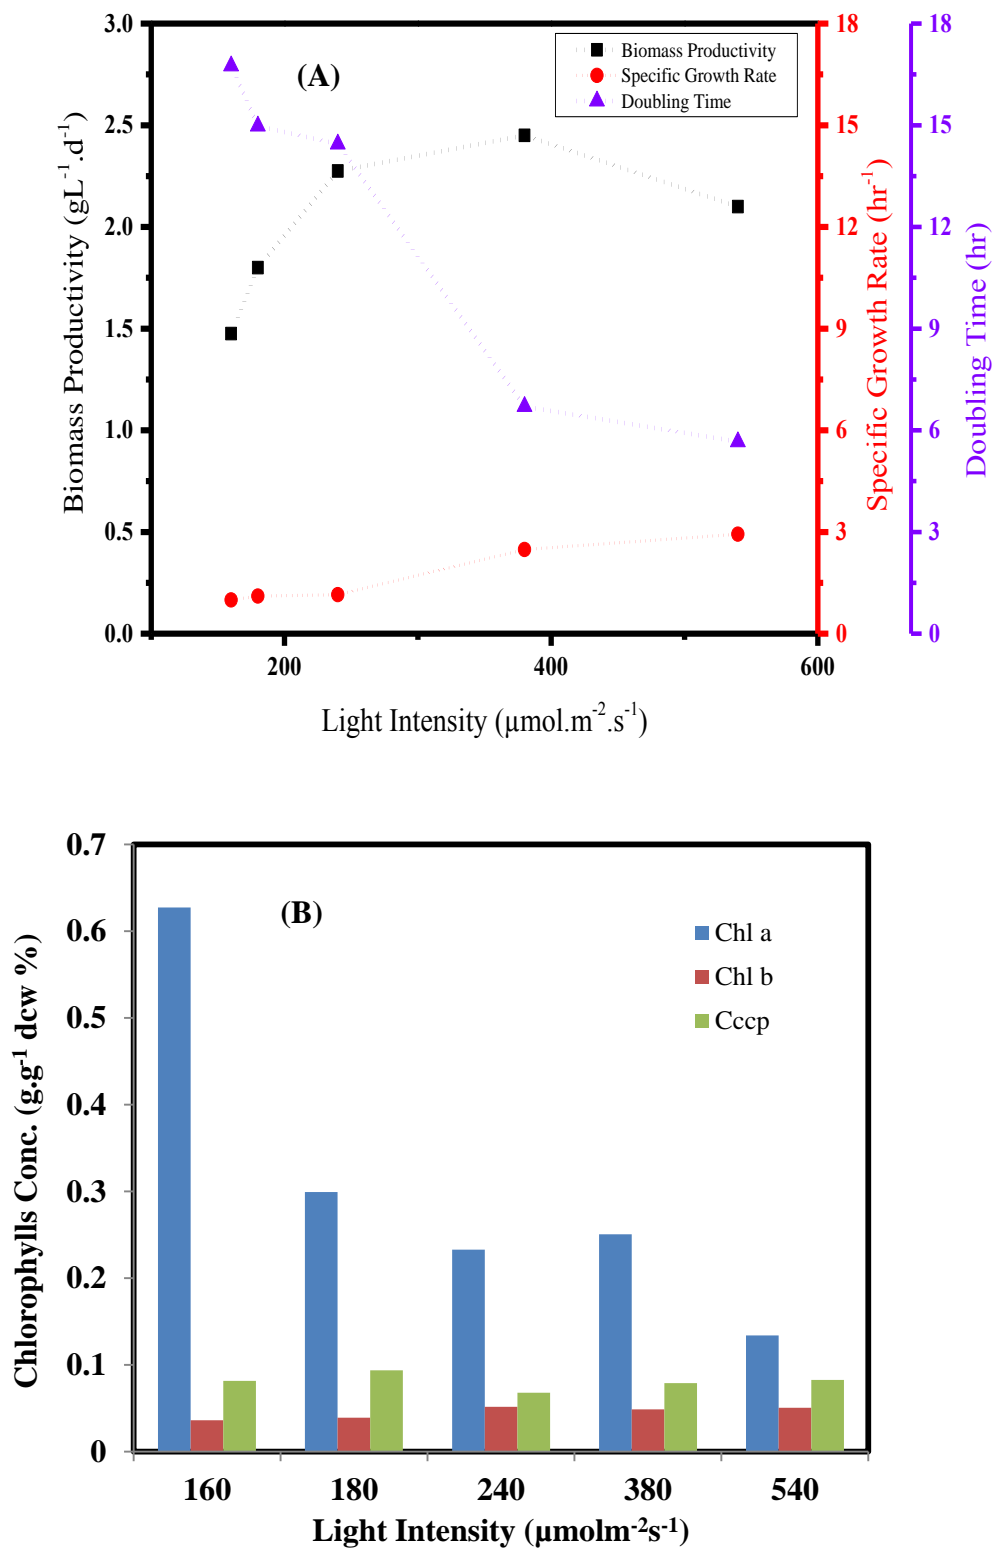 (A)
Biomass Productivity
Specific Growth Rate
Doubling Time
3.0
2.5
2.0
1.5
1.0
0.5
0.0
Biomass Productivity (gL⁻¹.d⁻¹)
18
15
12
9
6
3
0
Specific Growth Rate (hr⁻¹)
18
15
12
9
6
3
0
Doubling Time (hr)
200
400
600
Light Intensity (µmol.m⁻².s⁻¹)
(B)
Chl a
Chl b
Cccp
0.7
0.6
0.5
0.4
0.3
0.2
0.1
0
Chlorophylls Conc. (g.g⁻¹ dcw %)
160
180
240
380
540
Light Intensity (µmolm⁻²s⁻¹)